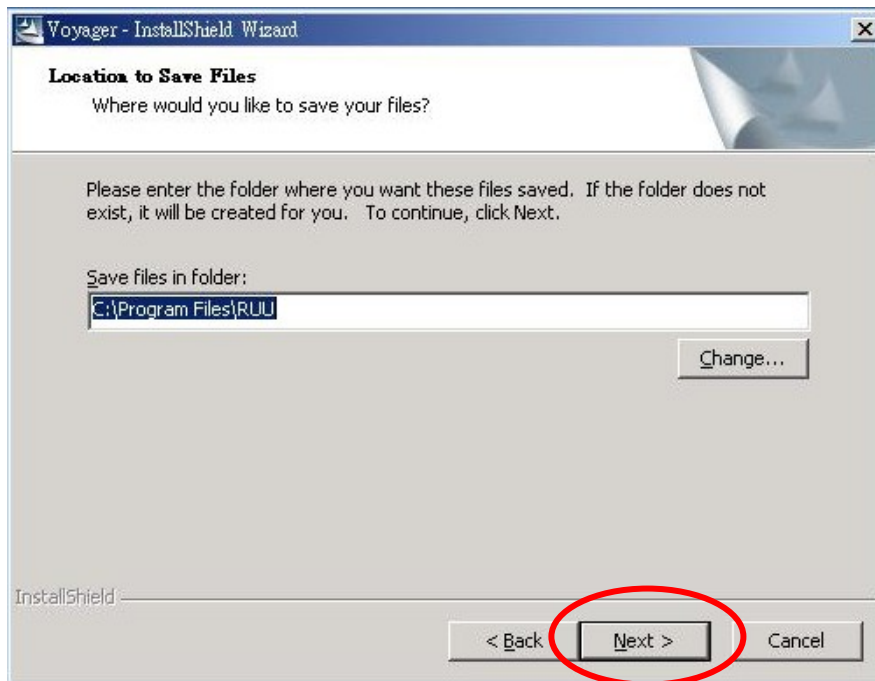 Voyager - InstallShield Wizard
Location to Save Files
Where would you like to save your files?
Please enter the folder where you want these files saved.  If the folder does not
exist, it will be created for you.   To continue, click Next.
Save files in folder:
C:\Program Files\RUU
Change...
InstallShield
< Back
Next >
Cancel